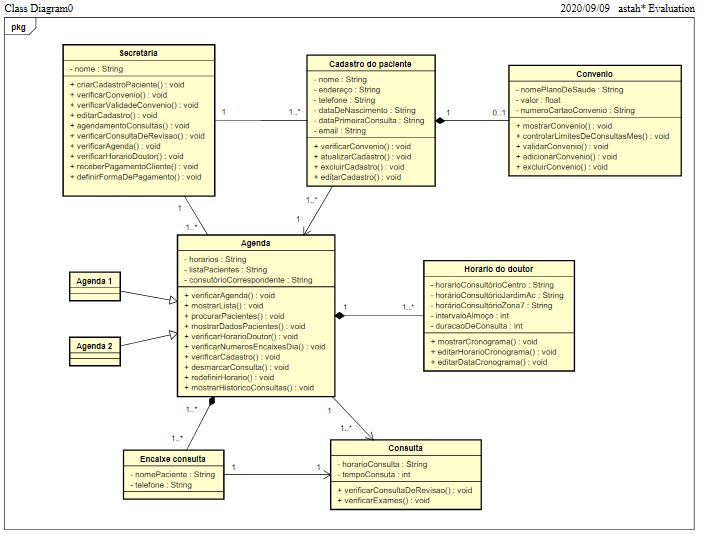 Class Diagram0 2020/09/09 astah* Evaluation
pkg
Secretária
- nome : String
+ criarCadastroPaciente() : void
+ verificarConvenio() : void
+ verificarValidadeConvenio() : void
+ editarCadastro() : void
+ agendamentoConsultas() : void
+ verificarConsultaDeRevisao() : void
+ verificarAgenda() : void
+ verificarHorarioDoutor() : void
+ receberPagamentoCliente() : void
+ definirFormaDePagamento() : void
1
1..*
Cadastro do paciente
- nome : String
- endereço : String
- telefone : String
- dataDeNascimento : String
- dataPrimeiraConsulta : String
- email : String
+ verificarConvenio() : void
+ atualizarCadastro() : void
+ excluirCadastro() : void
+ editarCadastro() : void
1
0..1
Convenio
- nomePlanoDeSaude : String
- valor : float
- numeroCartaoConvenio : String
+ mostrarConvenio() : void
+ controlarLimitesDeConsultasMes() : void
+ validarConvenio() : void
+ adicionarConvenio() : void
+ excluirConvenio() : void
1
1..*
1..*
1
Agenda
- horarios : String
- listaPacientes : String
- consutórioCorrespondente : String
+ verificarAgenda() : void
+ mostrarLista() : void
+ procurarPacientes() : void
+ mostrarDadosPacientes() : void
+ verificarHorarioDoutor() : void
+ verificarNumerosEncaixesDia() : void
+ verificarCadastro() : void
+ desmarcarConsulta() : void
+ redefinirHorario() : void
+ mostrarHistoricoConsultas() : void
Agenda 1
Agenda 2
1
1..*
Horario do doutor
- horarioConsultórioCentro : String
- horárioConsultórioJardimAc : String
- horárioConsultórioZona7 : String
- intervaloAlmoço : int
- duracaoDeConsulta : int
+ mostrarCronograma() : void
+ editarHorarioCronograma() : void
+ editarDataCronograma() : void
1..*
1..*
1
1..*
Encaixe consulta
- nomePaciente : String
- telefone : String
1
1..*
Consulta
- horarioConsulta : String
- tempoConsuta : int
+ verificarConsultaDeRevisao() : void
+ verificarExames() : void